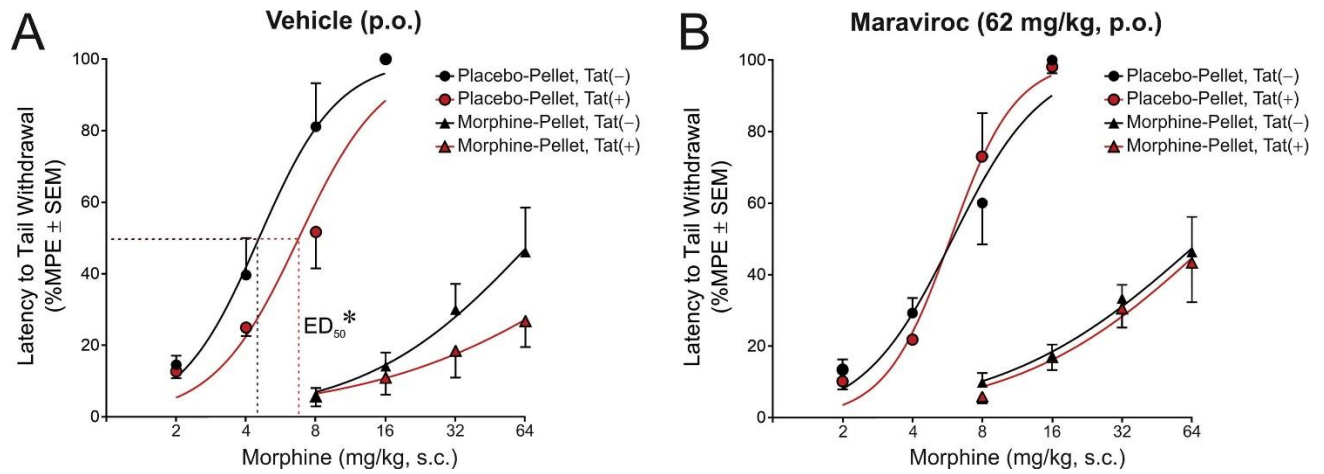 A
Vehicle (p.o.)
Latency to Tail Withdrawal
(%MPE ± SEM)
100
80
60
40
20
0
2
4
8
16
32
64
Morphine (mg/kg, s.c.)
ED50*
Placebo-Pellet, Tat(−)
Placebo-Pellet, Tat(+)
Morphine-Pellet, Tat(−)
Morphine-Pellet, Tat(+)
B
Maraviroc (62 mg/kg, p.o.)
Latency to Tail Withdrawal
(%MPE ± SEM)
100
80
60
40
20
0
2
4
8
16
32
64
Morphine (mg/kg, s.c.)
Placebo-Pellet, Tat(−)
Placebo-Pellet, Tat(+)
Morphine-Pellet, Tat(−)
Morphine-Pellet, Tat(+)